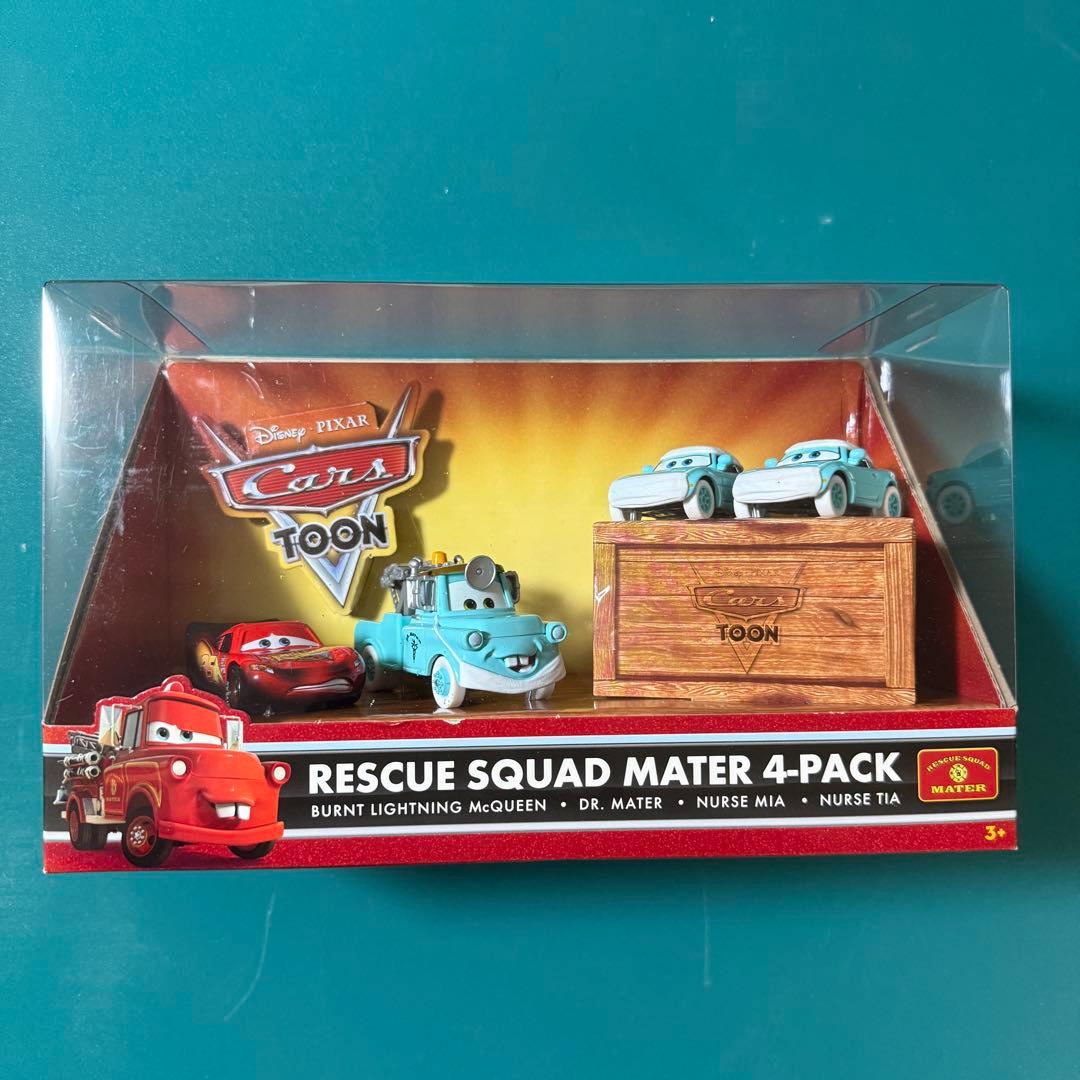 Disney · PIXAR
Cars
TOON
Cars
TOON
RESCUE SQUAD MATER 4-PACK
BURNT LIGHTNING McQUEEN • DR. MATER • NURSE MIA • NURSE TIA
RESCUE SQUAD
MATER
3+